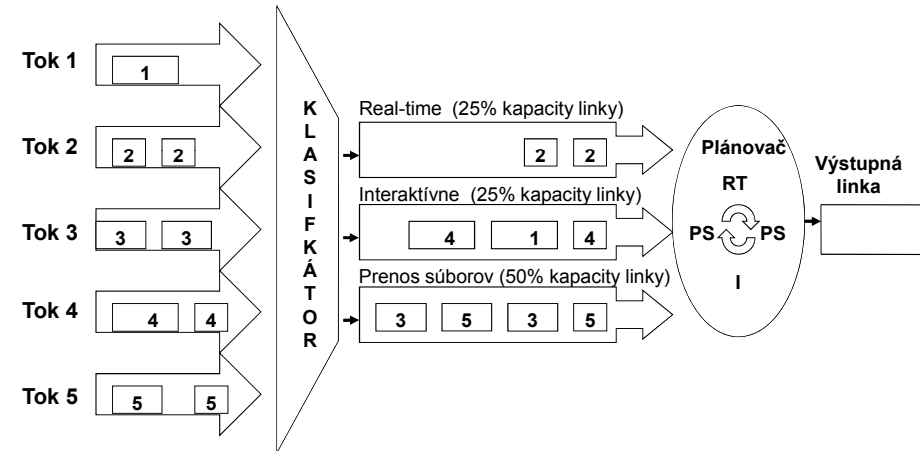 Tok 1
1
Tok 2
2 2
Tok 3
3 3
Tok 4
4 4
Tok 5
5 5
KLASIFKÁTOR
Real-time (25% kapacity linky)
2 2
Interaktívne (25% kapacity linky)
4 1 4
Prenos súborov (50% kapacity linky)
3 5 3 5
Plánovač
RT
PS PS
I
Výstupná
linka